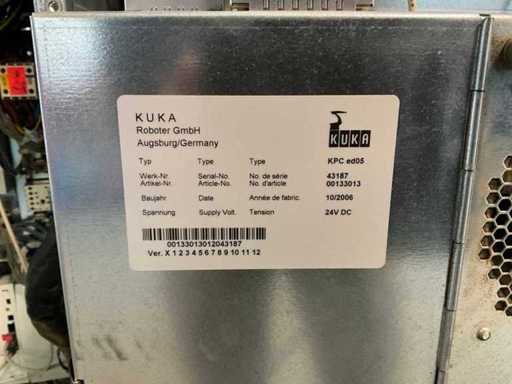 K U K A
Roboter GmbH
Augsburg/Germany
KUKA
Typ Type Type KPC ed05
Werk-Nr. Serial-No. No. de série 43187
Artikel-Nr. Article-No. No. d'article 00133013
Baujahr Date Année de fabric. 10/2006
Spannung Supply Volt. Tension 24V DC
00133013012043187
Ver. X 1 2 3 4 5 6 7 8 9 10 11 12